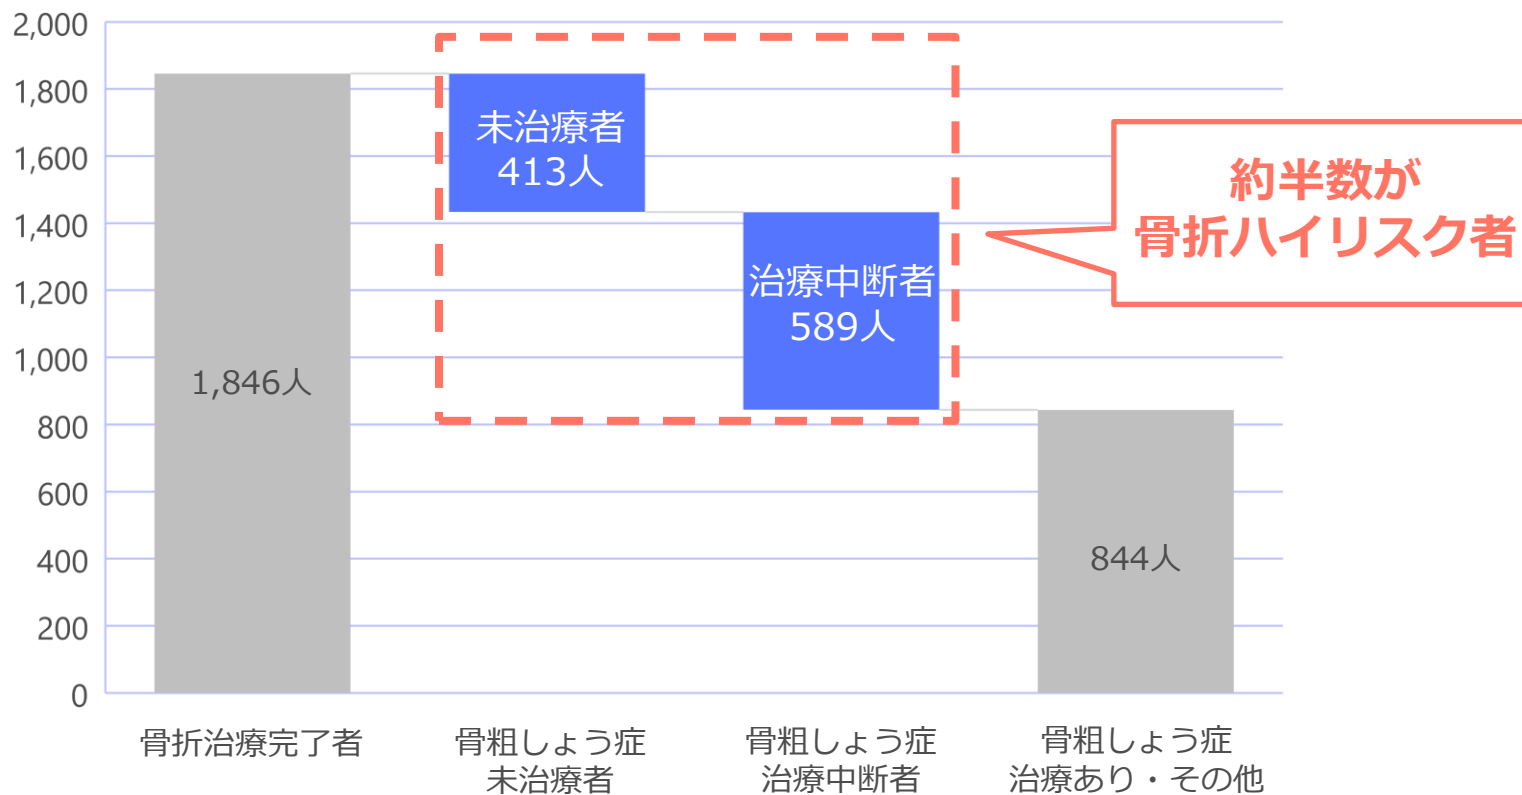 2,000
1,800
1,600
1,400
1,200
1,000
800
600
400
200
0
1,846人
未治療者
413人
治療中断者
589人
844人
約半数が
骨折ハイリスク者
骨折治療完了者
骨粗しょう症
未治療者
骨粗しょう症
治療中断者
骨粗しょう症
治療あり・その他